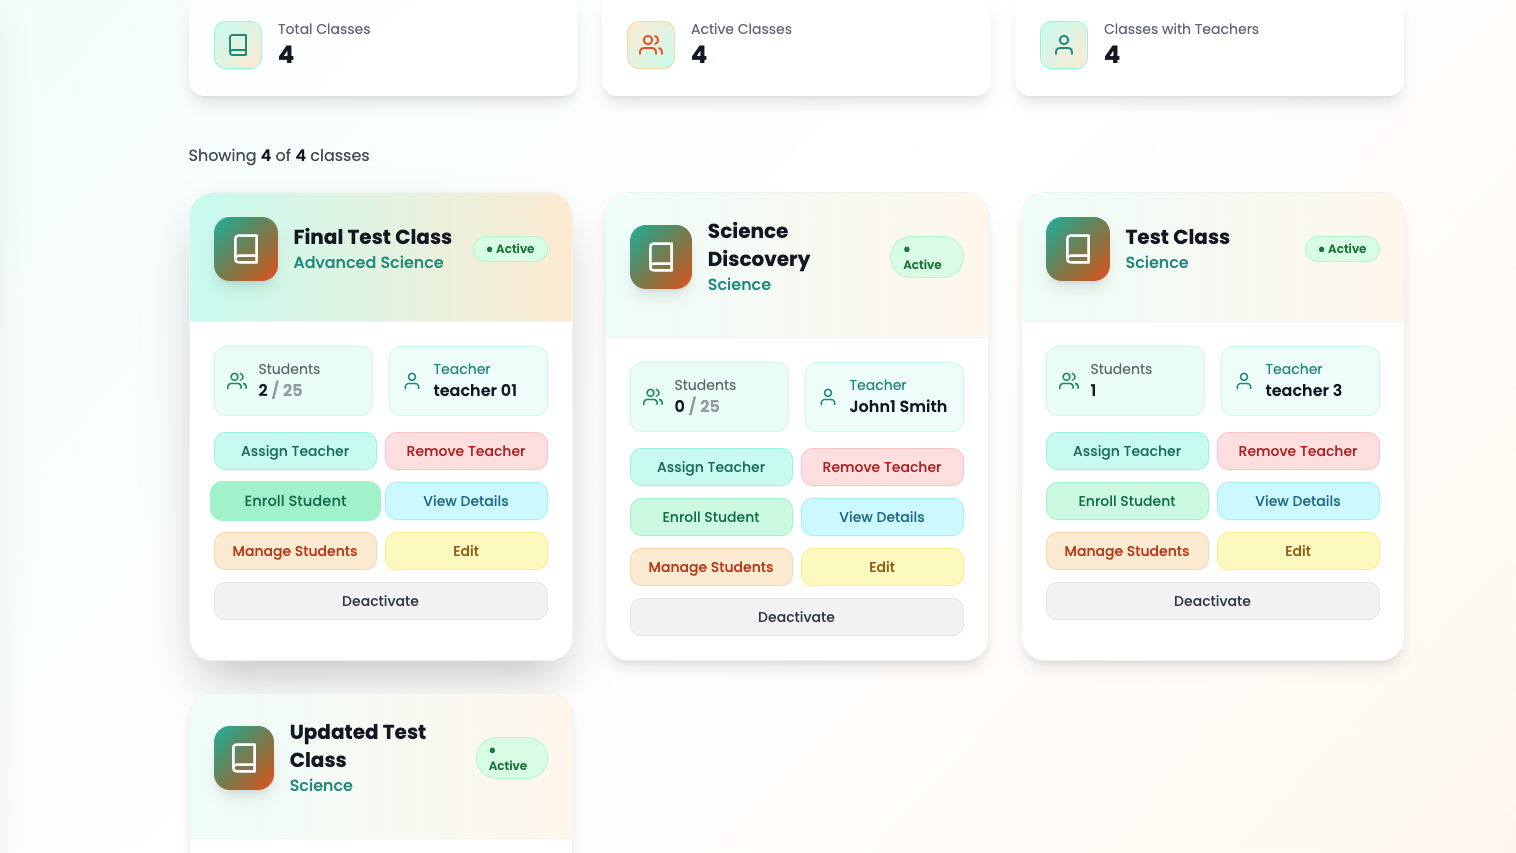 Total Classes
4
Active Classes
4
Classes with Teachers
4
Showing 4 of 4 classes
Final Test Class
Advanced Science
● Active
Students
2 / 25
Teacher
teacher 01
Assign Teacher
Remove Teacher
Enroll Student
View Details
Manage Students
Edit
Deactivate
Science
Discovery
Science
●
Active
Students
0 / 25
Teacher
John1 Smith
Assign Teacher
Remove Teacher
Enroll Student
View Details
Manage Students
Edit
Deactivate
Test Class
Science
● Active
Students
1
Teacher
teacher 3
Assign Teacher
Remove Teacher
Enroll Student
View Details
Manage Students
Edit
Deactivate
Updated Test
Class
Science
●
Active